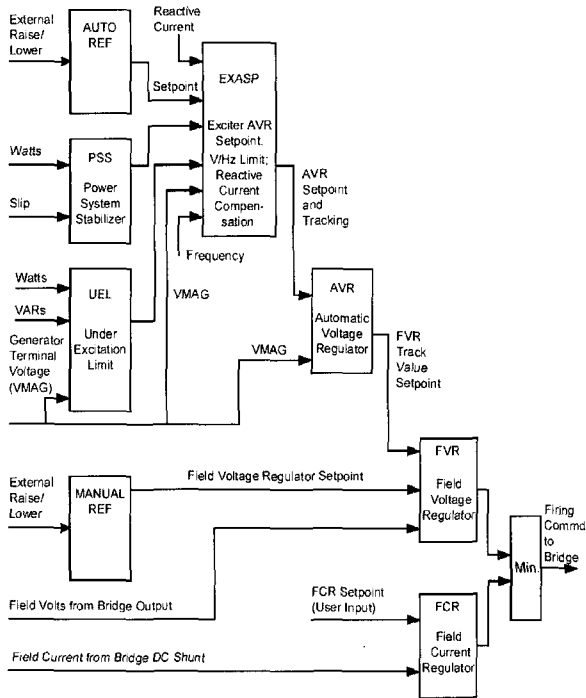 External
Raise/
Lower
AUTO
REF
Reactive
Current
Setpoint
EXASP
Exciter AVR
Setpoint.
V/Hz Limit;
Reactive
Current
Compen-
sation
Watts
Slip
PSS
Power
System
Stabilizer
AVR
Setpoint
and
Tracking
Frequency
Watts
VARs
Generator
Terminal
Voltage
(VMAG)
UEL
Under
Excitation
Limit
VMAG
VMAG
AVR
Automatic
Voltage
Regulator
FVR
Track
Value
Setpoint
External
Raise/
Lower
MANUAL
REF
Field Voltage Regulator Setpoint
FVR
Field
Voltage
Regulator
Firing
Commd
to
Bridge
Min.
Field Volts from Bridge Output
FCR Setpoint
(User Input)
FCR
Field
Current
Regulator
Field Current from Bridge DC Shunt